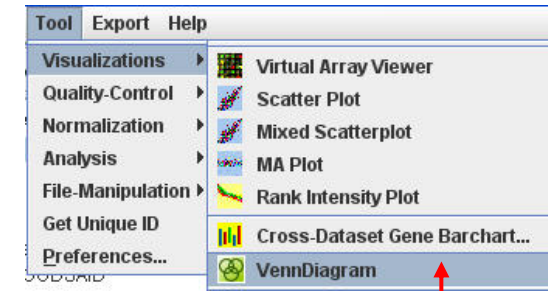 Tool Export Help
Visualizations
Quality-Control
Normalization
Analysis
File-Manipulation
Get Unique ID
Preferences...
Virtual Array Viewer
Scatter Plot
Mixed Scatterplot
MA Plot
Rank Intensity Plot
Cross-Dataset Gene Barchart...
VennDiagram